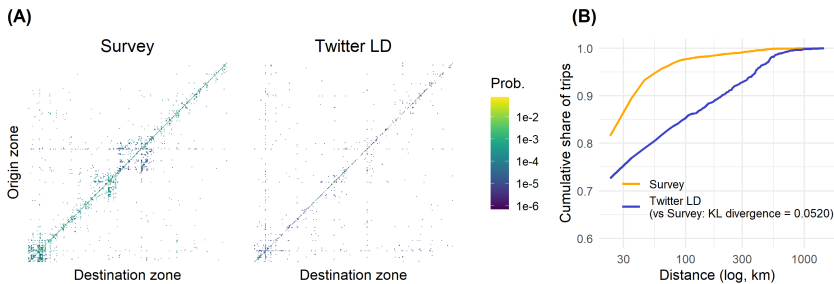 (A)
Survey
Twitter LD
Origin zone
Destination zone
Destination zone
Prob.
1e-2
1e-3
1e-4
1e-5
1e-6
(B)
Cumulative share of trips
1.0
0.9
0.8
0.7
0.6
Survey
Twitter LD
(vs Survey: KL divergence = 0.0520)
30
100
300
1000
Distance (log, km)